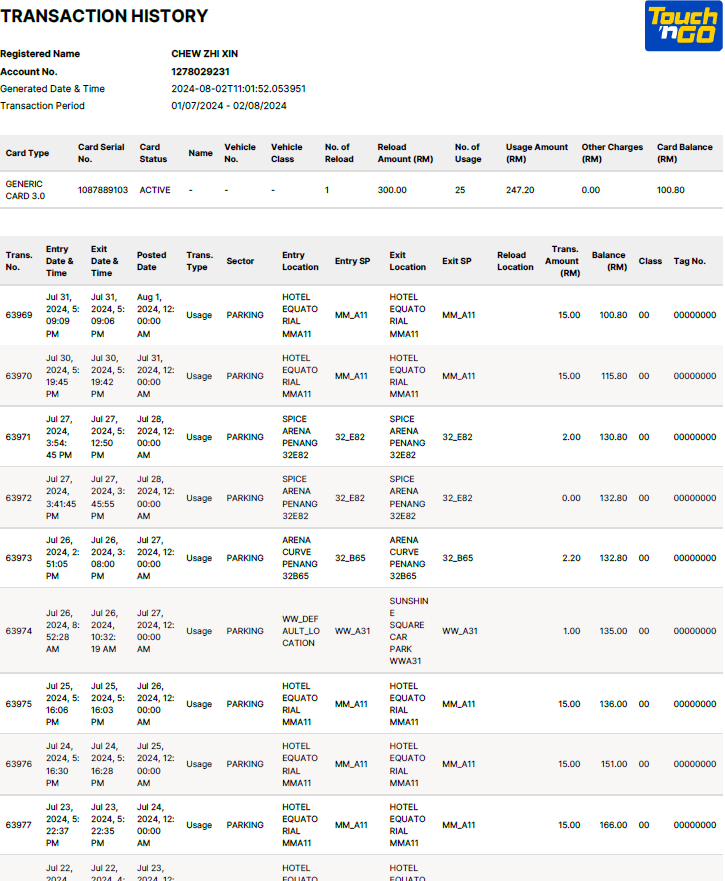 TRANSACTION HISTORY
Touch
'n GO
Registered Name CHEW ZHI XIN
Account No. 1278029231
Generated Date & Time 2024-08-02T11:01:52.053951
Transaction Period 01/07/2024 - 02/08/2024
Card Type Card Serial No. Card Status Name Vehicle No. Vehicle Class No. of Reload Reload Amount (RM) No. of Usage Usage Amount (RM) Other Charges (RM) Card Balance (RM)
GENERIC CARD 3.0 1087889103 ACTIVE - - - 1 300.00 25 247.20 0.00 100.80
Trans. No. Entry Date & Time Exit Date & Time Posted Date Trans. Type Sector Entry Location Entry SP Exit Location Exit SP Reload Location Trans. Amount (RM) Balance (RM) Class Tag No.
63969 Jul 31, 2024, 5:09:09 PM Jul 31, 2024, 5:09:06 PM Aug 1, 2024, 12:00:00 AM Usage PARKING HOTEL EQUATORIAL MMA11 MM_A11 HOTEL EQUATORIAL MMA11 MM_A11 15.00 100.80 00 00000000
63970 Jul 30, 2024, 5:19:45 PM Jul 30, 2024, 5:19:42 PM Jul 31, 2024, 12:00:00 AM Usage PARKING HOTEL EQUATORIAL MMA11 MM_A11 HOTEL EQUATORIAL MMA11 MM_A11 15.00 115.80 00 00000000
63971 Jul 27, 2024, 3:54:45 PM Jul 27, 2024, 5:12:50 PM Jul 28, 2024, 12:00:00 AM Usage PARKING SPICE ARENA PENANG 32E82 32_E82 SPICE ARENA PENANG 32E82 32_E82 2.00 130.80 00 00000000
63972 Jul 27, 2024, 3:41:45 PM Jul 27, 2024, 3:45:55 PM Jul 28, 2024, 12:00:00 AM Usage PARKING SPICE ARENA PENANG 32E82 32_E82 SPICE ARENA PENANG 32E82 32_E82 0.00 132.80 00 00000000
63973 Jul 26, 2024, 2:51:05 PM Jul 26, 2024, 3:08:00 PM Jul 27, 2024, 12:00:00 AM Usage PARKING ARENA CURVE PENANG 32B65 32_B65 ARENA CURVE PENANG 32B65 32_B65 2.20 132.80 00 00000000
63974 Jul 26, 2024, 8:52:28 AM Jul 26, 2024, 10:32:19 AM Jul 27, 2024, 12:00:00 AM Usage PARKING WW_DEFAULT_LOCATION WW_A31 SUNSHINE SQUARE CAR PARK WWA31 WW_A31 1.00 135.00 00 00000000
63975 Jul 25, 2024, 5:16:06 PM Jul 25, 2024, 5:16:03 PM Jul 26, 2024, 12:00:00 AM Usage PARKING HOTEL EQUATORIAL MMA11 MM_A11 HOTEL EQUATORIAL MMA11 MM_A11 15.00 136.00 00 00000000
63976 Jul 24, 2024, 5:16:30 PM Jul 24, 2024, 5:16:28 PM Jul 25, 2024, 12:00:00 AM Usage PARKING HOTEL EQUATORIAL MMA11 MM_A11 HOTEL EQUATORIAL MMA11 MM_A11 15.00 151.00 00 00000000
63977 Jul 23, 2024, 5:22:37 PM Jul 23, 2024, 5:22:35 PM Jul 24, 2024, 12:00:00 AM Usage PARKING HOTEL EQUATORIAL MMA11 MM_A11 HOTEL EQUATORIAL MMA11 MM_A11 15.00 166.00 00 00000000
Jul 22, Jul 22, Jul 23, HOTEL HOTEL